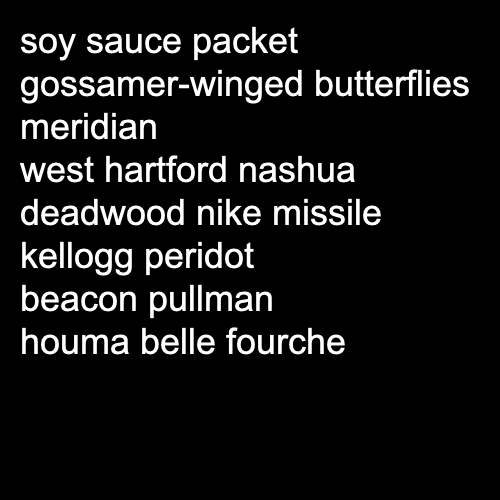 soy sauce packet
gossamer-winged butterflies
meridian
west hartford nashua
deadwood nike missile
kellogg peridot
beacon pullman
houma belle fourche